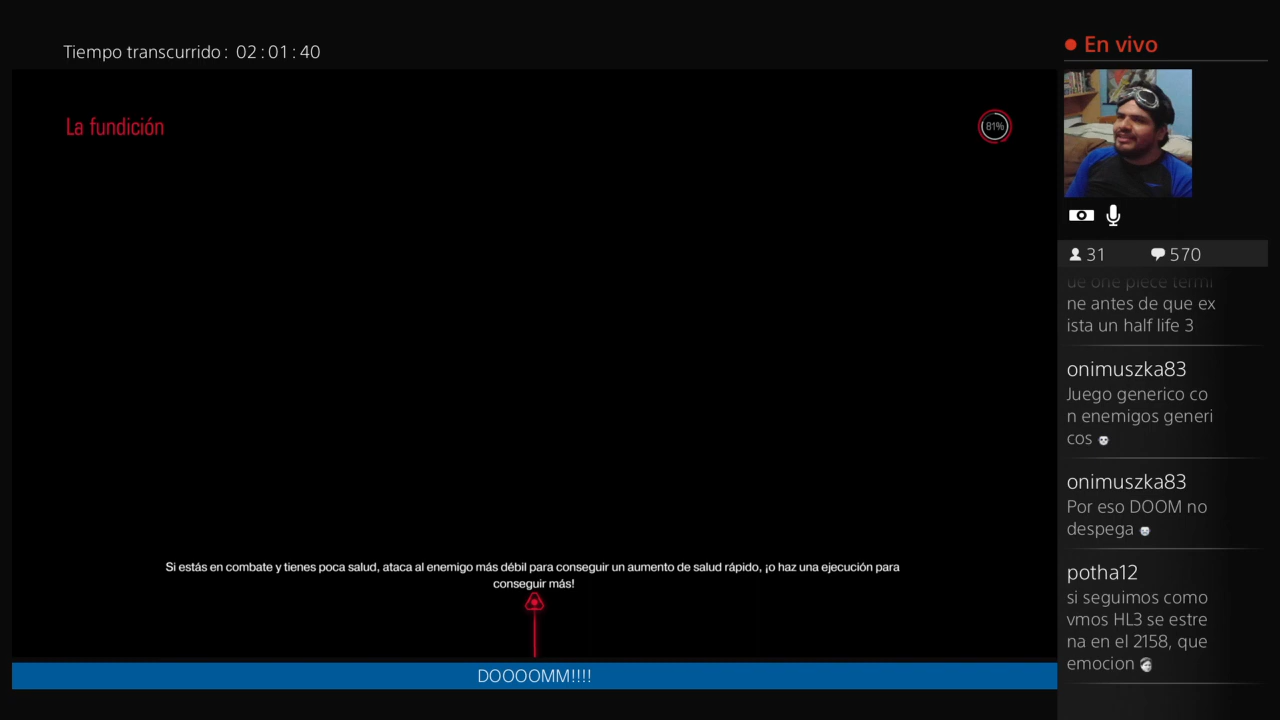 Tiempo transcurrido : 02 : 01 : 40
En vivo
La fundición
81%
31
570
ne antes de que ex
ista un half life 3
onimuszka83
Juego generico co
n enemigos generi
cos
onimuszka83
Por eso DOOM no
despega
potha12
si seguimos como
vmos HL3 se estre
na en el 2158, que
emocion
Si estás en combate y tienes poca salud, ataca al enemigo más débil para conseguir un aumento de salud rápido, ¡o haz una ejecución para
conseguir más!
DOOOOMM!!!!